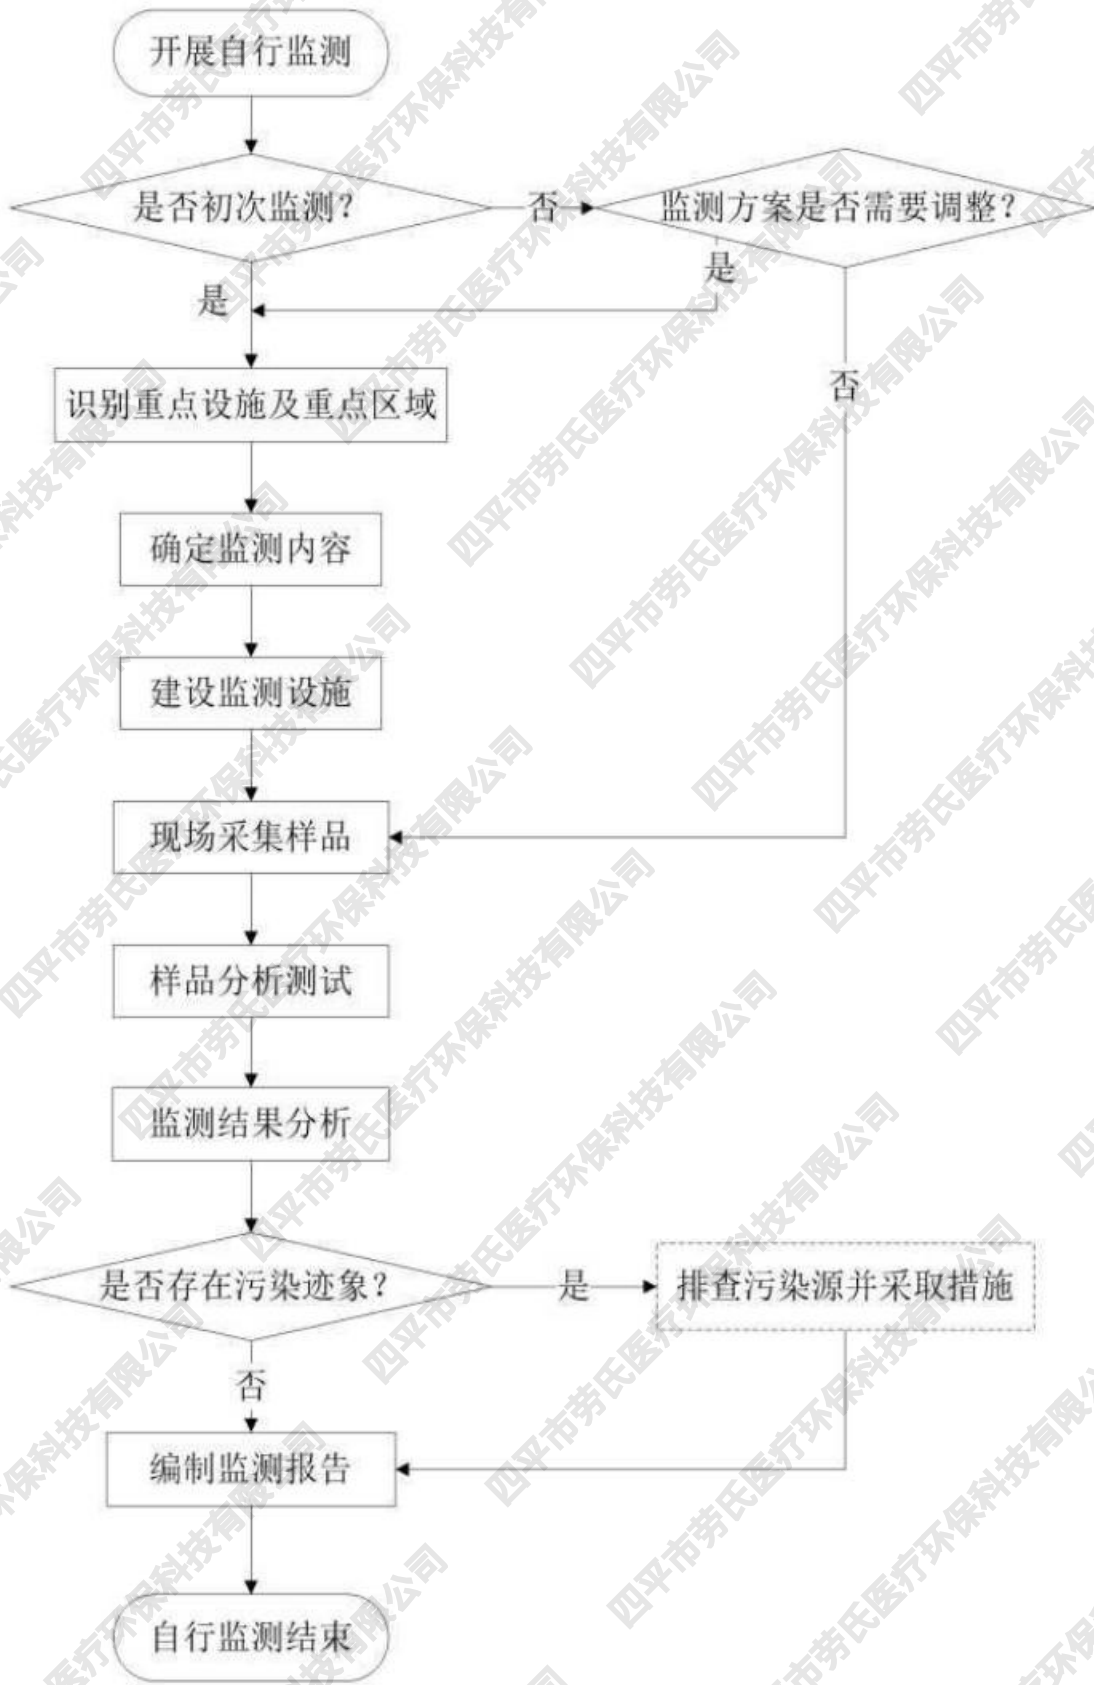 开展自行监测
是否初次监测？
否
监测方案是否需要调整？
是
是
识别重点设施及重点区域
否
确定监测内容
建设监测设施
现场采集样品
样品分析测试
监测结果分析
是否存在污染迹象？
是
排查污染源并采取措施
否
编制监测报告
自行监测结束
四平市劳氏医疗环保科技有限公司